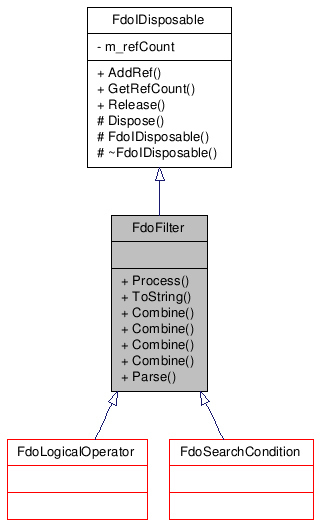 FdoIDisposable
- m_refCount
+ AddRef()
+ GetRefCount()
+ Release()
# Dispose()
# FdoIDisposable()
# ~FdoIDisposable()
FdoFilter
+ Process()
+ ToString()
+ Combine()
+ Combine()
+ Combine()
+ Combine()
+ Parse()
FdoLogicalOperator
FdoSearchCondition